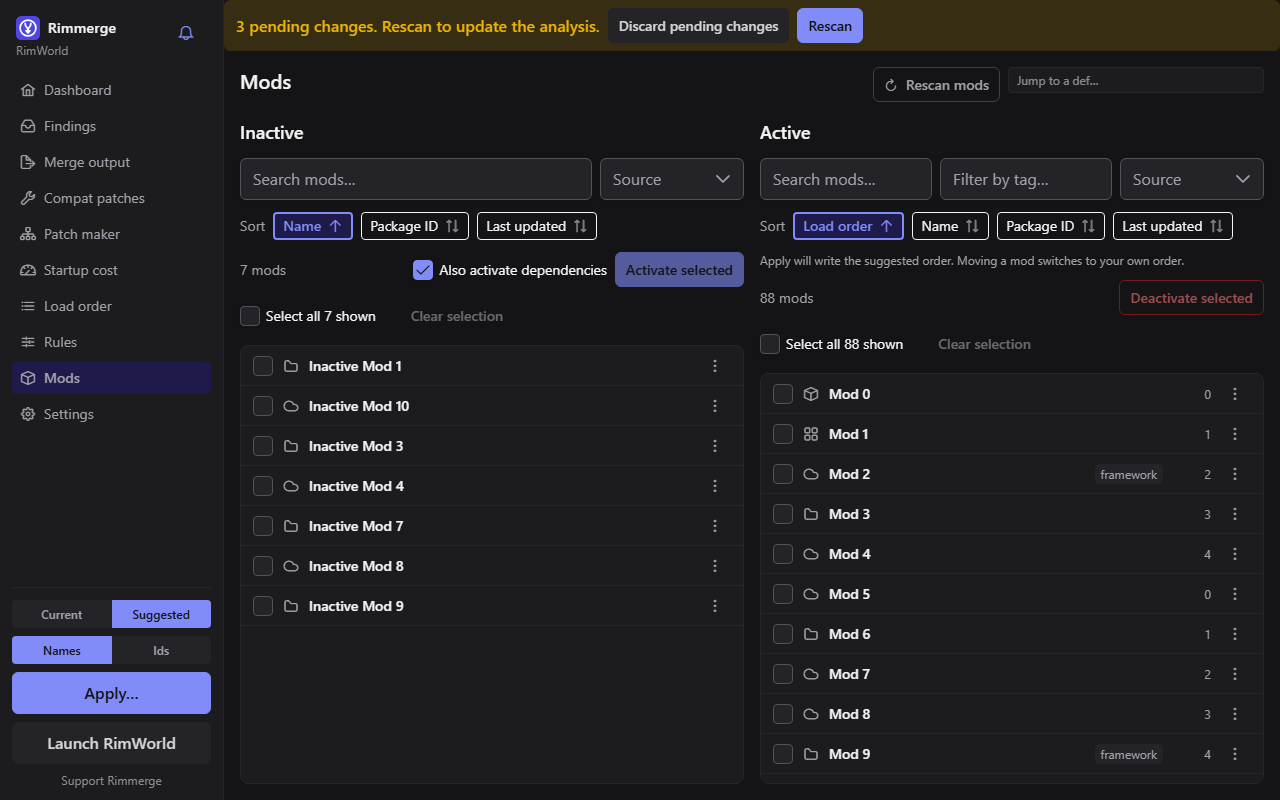 Rimmerge
RimWorld
Dashboard
Findings
Merge output
Compat patches
Patch maker
Startup cost
Load order
Rules
Mods
Settings
Current Suggested
Names Ids
Apply...
Launch RimWorld
Support Rimmerge
3 pending changes. Rescan to update the analysis. Discard pending changes Rescan
Mods
Rescan mods Jump to a def...
Inactive
Search mods... Source
Sort Name Package ID Last updated
7 mods Also activate dependencies Activate selected
Select all 7 shown Clear selection
Inactive Mod 1
Inactive Mod 10
Inactive Mod 3
Inactive Mod 4
Inactive Mod 7
Inactive Mod 8
Inactive Mod 9
Active
Search mods... Filter by tag... Source
Sort Load order Name Package ID Last updated
Apply will write the suggested order. Moving a mod switches to your own order.
88 mods Deactivate selected
Select all 88 shown Clear selection
Mod 0 0
Mod 1 1
Mod 2 framework 2
Mod 3 3
Mod 4 4
Mod 5 0
Mod 6 1
Mod 7 2
Mod 8 3
Mod 9 framework 4